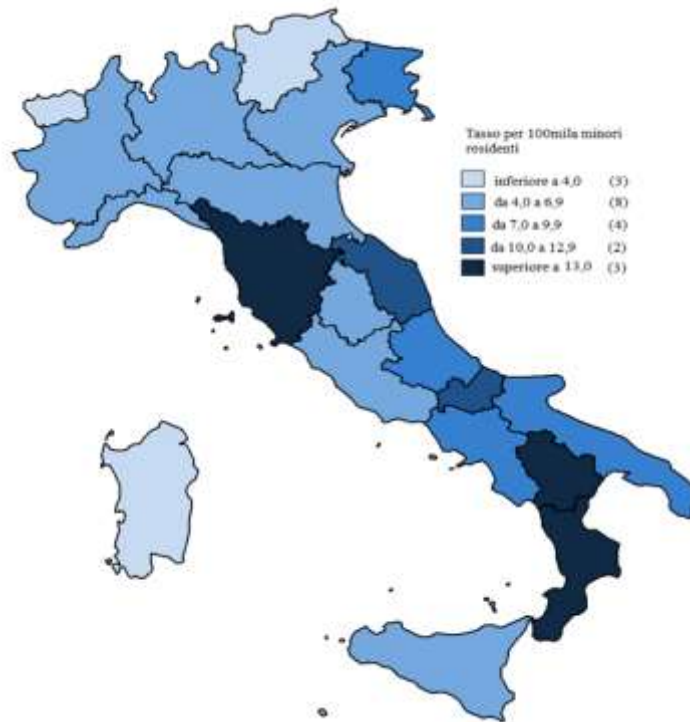 Tasso per 100mila minori
residenti
inferiore a 4,0 (3)
da 4,0 a 6,9 (8)
da 7,0 a 9,9 (4)
da 10,0 a 12,9 (2)
superiore a 13,0 (3)